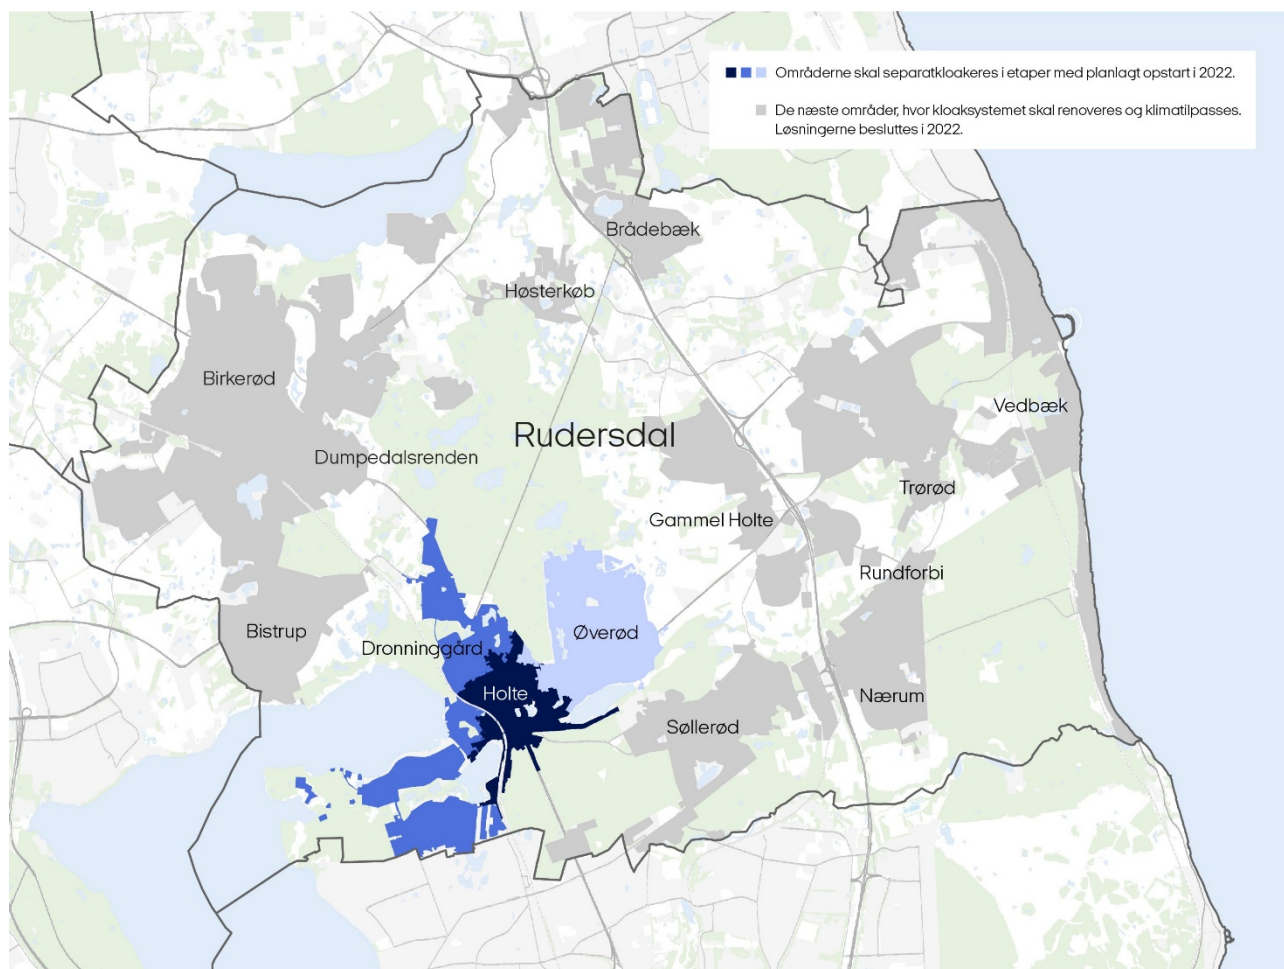 Områderne skal separatkloakeres i etaper med planlagt opstart i 2022.
De næste områder, hvor kloaksystemet skal renoveres og klimatilpasses.
Løsningerne besluttes i 2022.
Brådebæk
Høsterkøb
Birkerød
Vedbæk
Rudersdal
Dumpedalsrenden
Trørød
Gammel Holte
Rundforbi
Bistrup
Øverød
Dronninggård
Holte
Nærum
Søllerød